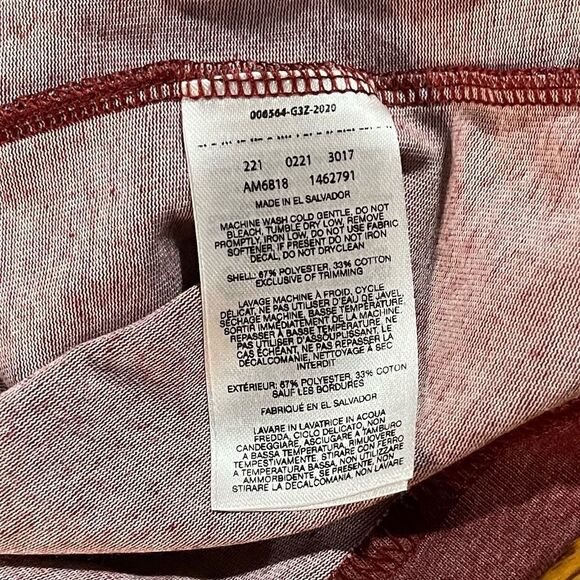 006564-G3Z-2020
221 0221 3017
AM6818 1462791
MADE IN EL SALVADOR
MACHINE WASH COLD GENTLE, DO NOT
BLEACH, TUMBLE DRY LOW, REMOVE
PROMPTLY, IRON LOW, DO NOT USE FABRIC
SOFTENER, IF PRESENT DO NOT IRON
DECAL, DO NOT DRYCLEAN
SHELL: 67% POLYESTER, 33% COTTON
EXCLUSIVE OF TRIMMING
LAVAGE MACHINE À FROID, CYCLE
DÉLICAT, NE PAS UTILISER D'EAU DE JAVEL,
SÉCHAGE MACHINE, BASSE TEMPÉRATURE,
SORTIR IMMÉDIATEMENT DE LA MACHINE,
REPASSER À BASSE TEMPÉRATURE, NE
PAS UTILISER D'ASSOUPLISSANT, LE
CAS ÉCHÉANT, NE PAS REPASSER LA
DÉCALCOMANIE, NETTOYAGE À SEC
INTERDIT
EXTÉRIEUR: 67% POLYESTER, 33% COTON
SAUF LES BORDURES
FABRIQUÉ EN EL SALVADOR
LAVARE IN LAVATRICE IN ACQUA
FREDDA, CICLO DELICATO, NON
CANDEGGIARE, ASCIUGARE A TAMBURO
A BASSA TEMPERATURA, RIMUOVERE
TEMPESTIVAMENTE, STIRARE CON FERRO
A TEMPERATURA BASSA, NON UTILIZZARE
AMMORBIDENTE, SE PRESENTE, NON
STIRARE LA DECALCOMANIA, NON LAVARE